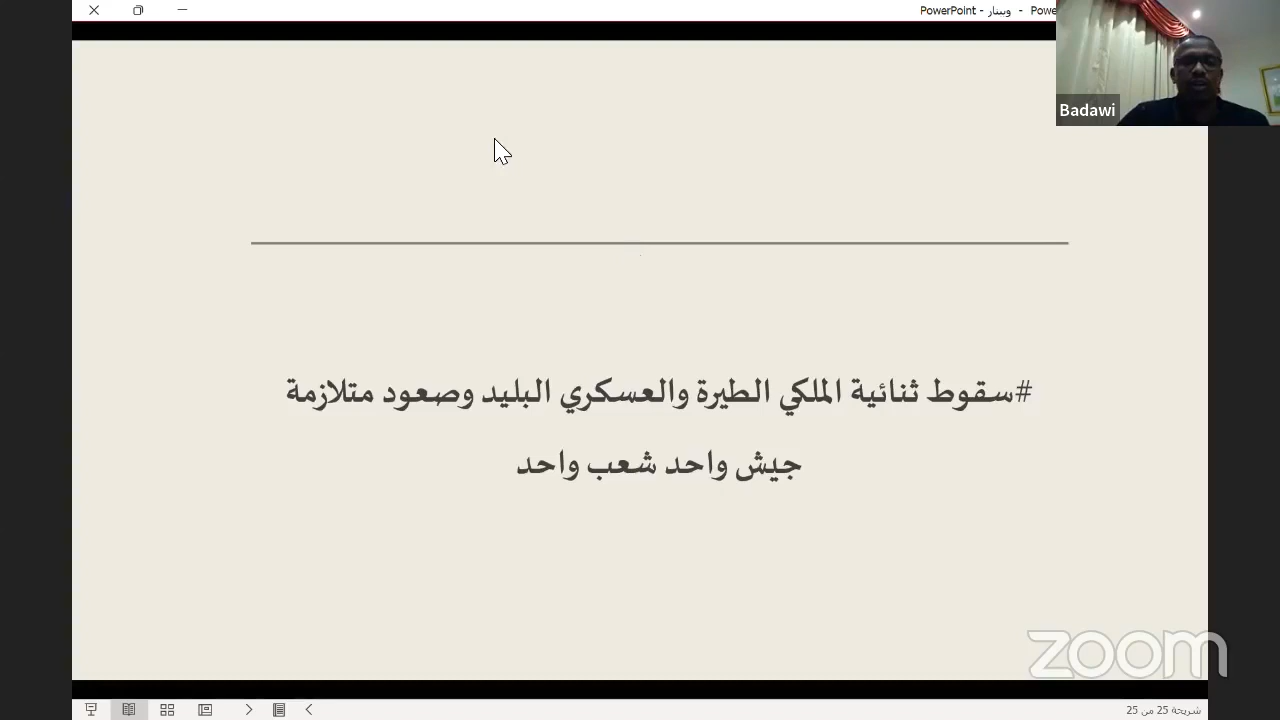 PowerPoint - وبينار - Powe
Badawi
#سقوط ثنائية الملكي الطيرة والعسكري البليد وصعود متلازمة
جيش واحد شعب واحد
zoom
شريحة 25 من 25